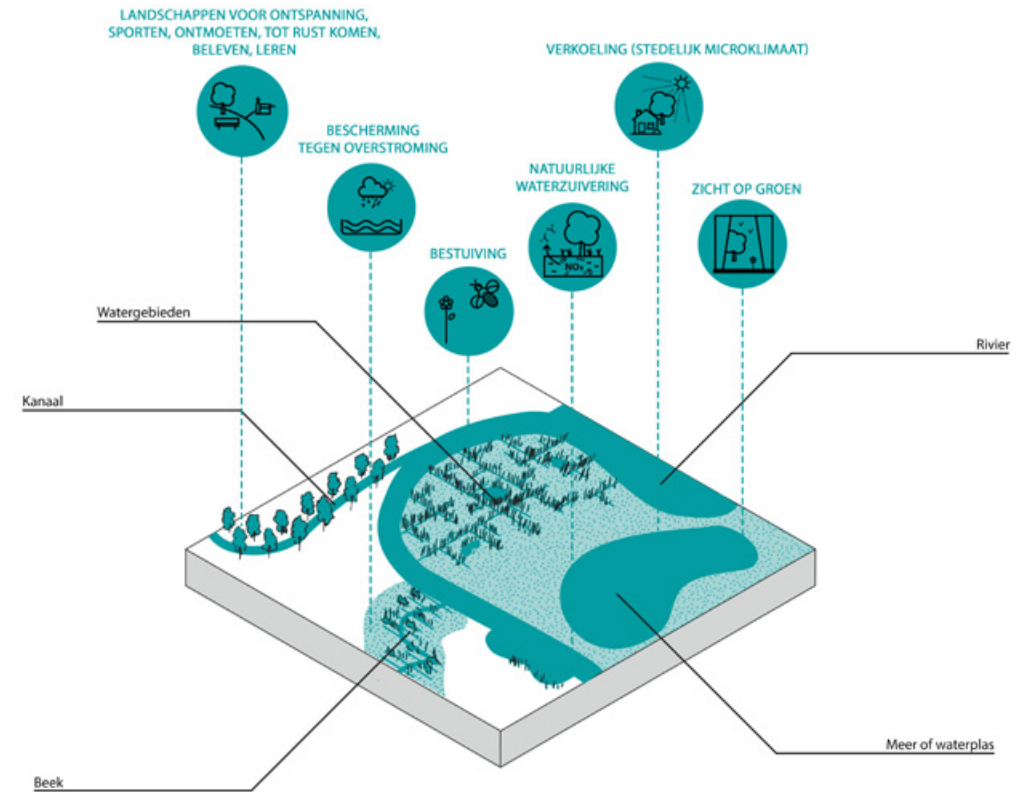 LANDSCHAPPEN VOOR ONTSPANNING,
SPORTEN, ONTMOETEN, TOT RUST KOMEN,
BELEVEN, LEREN
VERKOELING (STEDELIJK MICROKLIMAAT)
BESCHERMING
TEGEN OVERSTROMING
NATUURLIJKE
WATERZUIVERING
ZICHT OP GROEN
BESTUIVING
NOx
Watergebieden
Rivier
Kanaal
Meer of waterplas
Beek